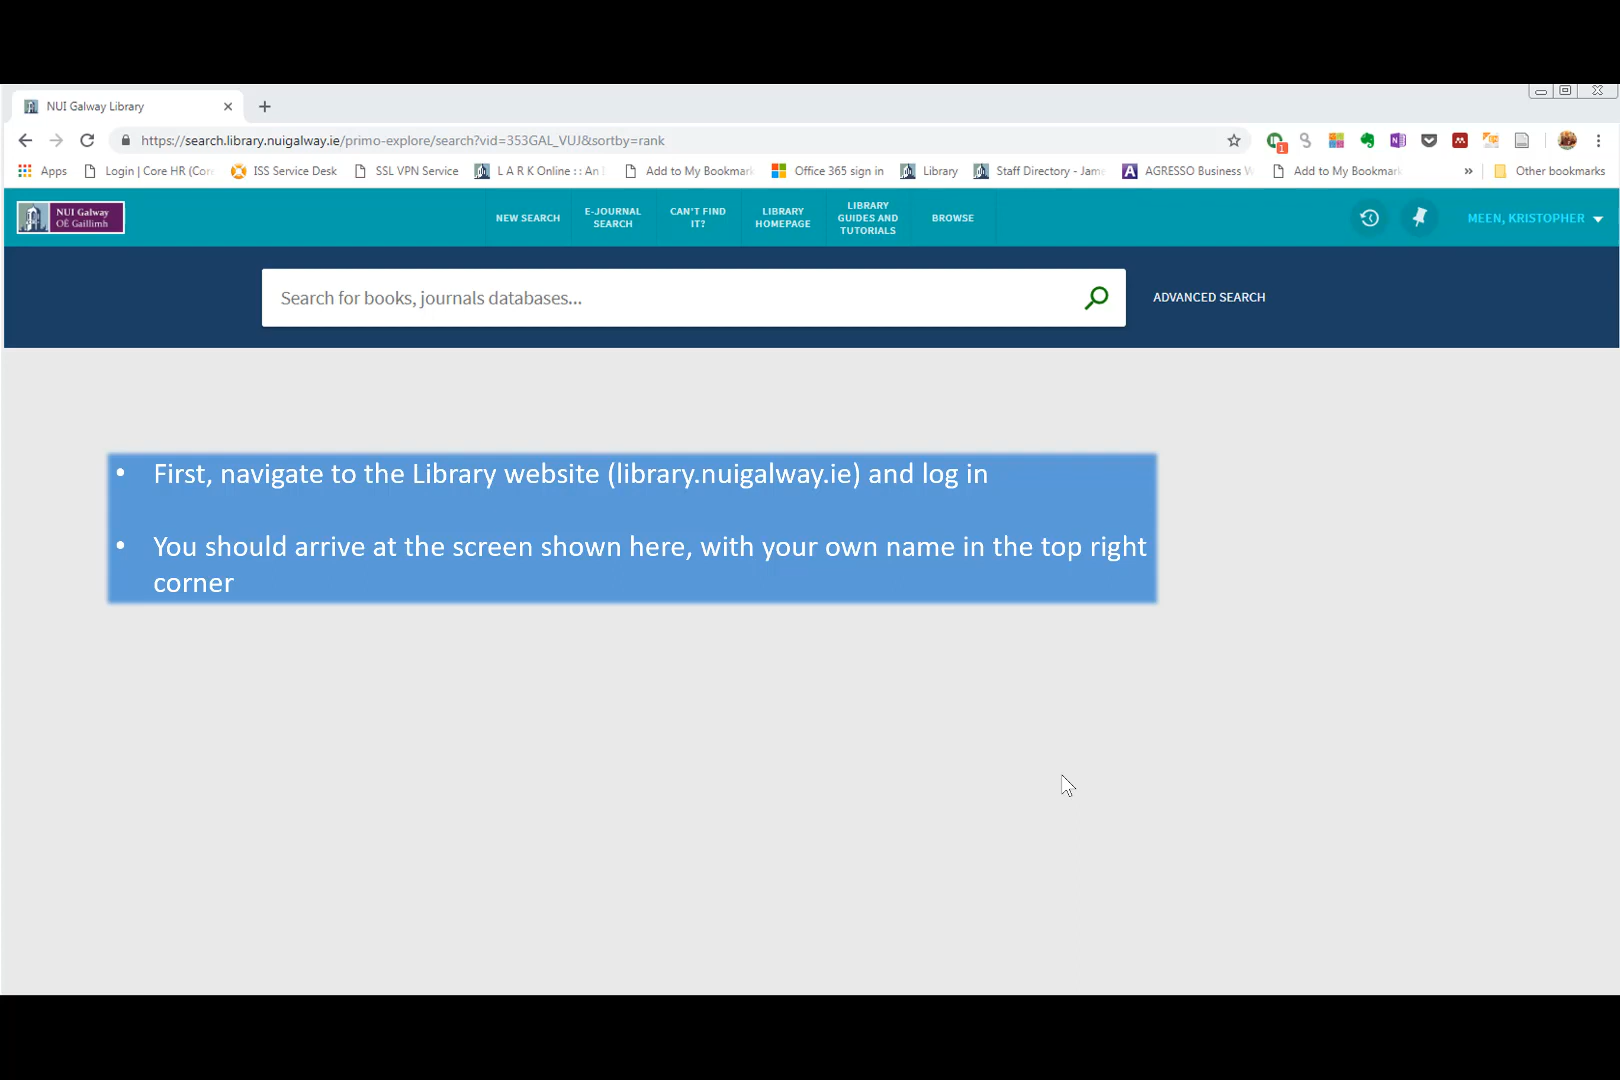 NUI Galway Library
https://search.library.nuigalway.ie/primo-explore/search?vid=353GAL_VUJ&sortby=rank
Apps Login | Core HR (Cor ISS Service Desk SSL VPN Service L A R K Online :: An I Add to My Bookmark Office 365 sign in Library Staff Directory - Jame AGRESSO Business W Add to My Bookmark » Other bookmarks
NUI Galway
OÉ Gaillimh
NEW SEARCH
E-JOURNAL
SEARCH
CAN'T FIND
IT?
LIBRARY
HOMEPAGE
LIBRARY
GUIDES AND
TUTORIALS
BROWSE
MEEN, KRISTOPHER
Search for books, journals databases...
ADVANCED SEARCH
• First, navigate to the Library website (library.nuigalway.ie) and log in
• You should arrive at the screen shown here, with your own name in the top right
corner